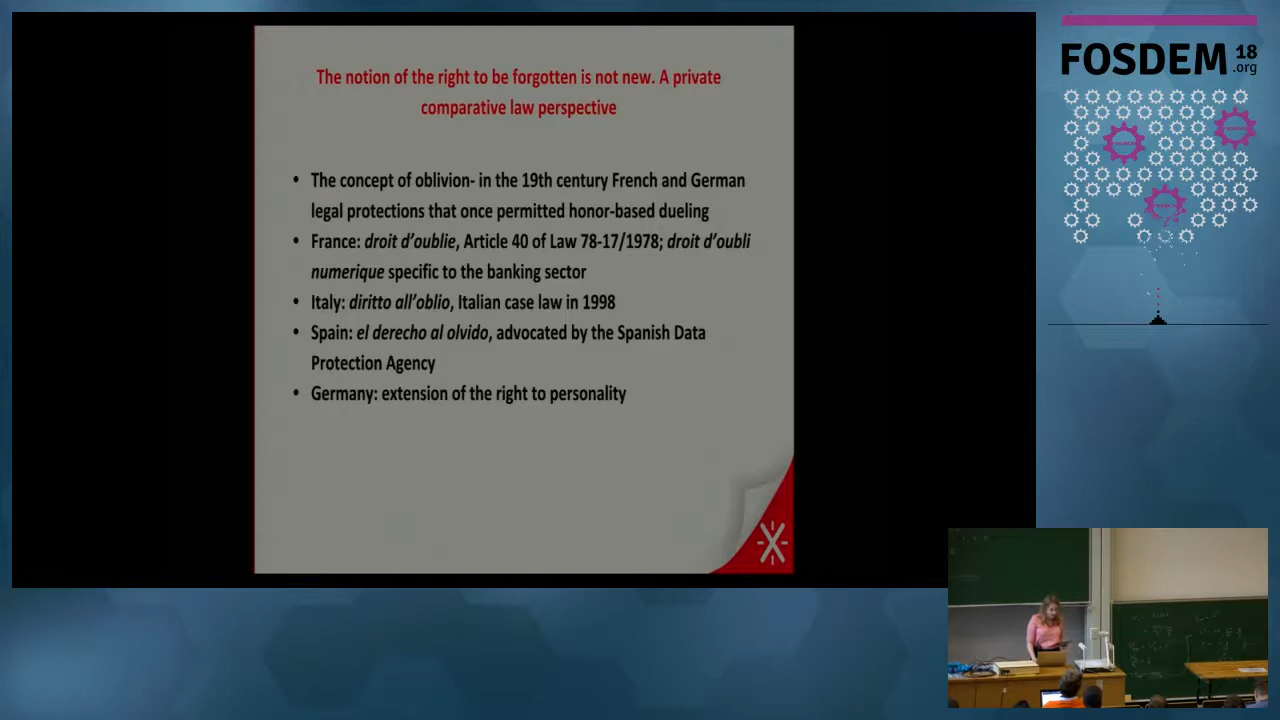 The notion of the right to be forgotten is not new. A private
comparative law perspective
• The concept of oblivion- in the 19th century French and German
legal protections that once permitted honor-based dueling
• France: droit d'oublie, Article 40 of Law 78-17/1978; droit d'oubli
numerique specific to the banking sector
• Italy: diritto all'oblio, Italian case law in 1998
• Spain: el derecho al olvido, advocated by the Spanish Data
Protection Agency
• Germany: extension of the right to personality
FOSDEM 18
.org